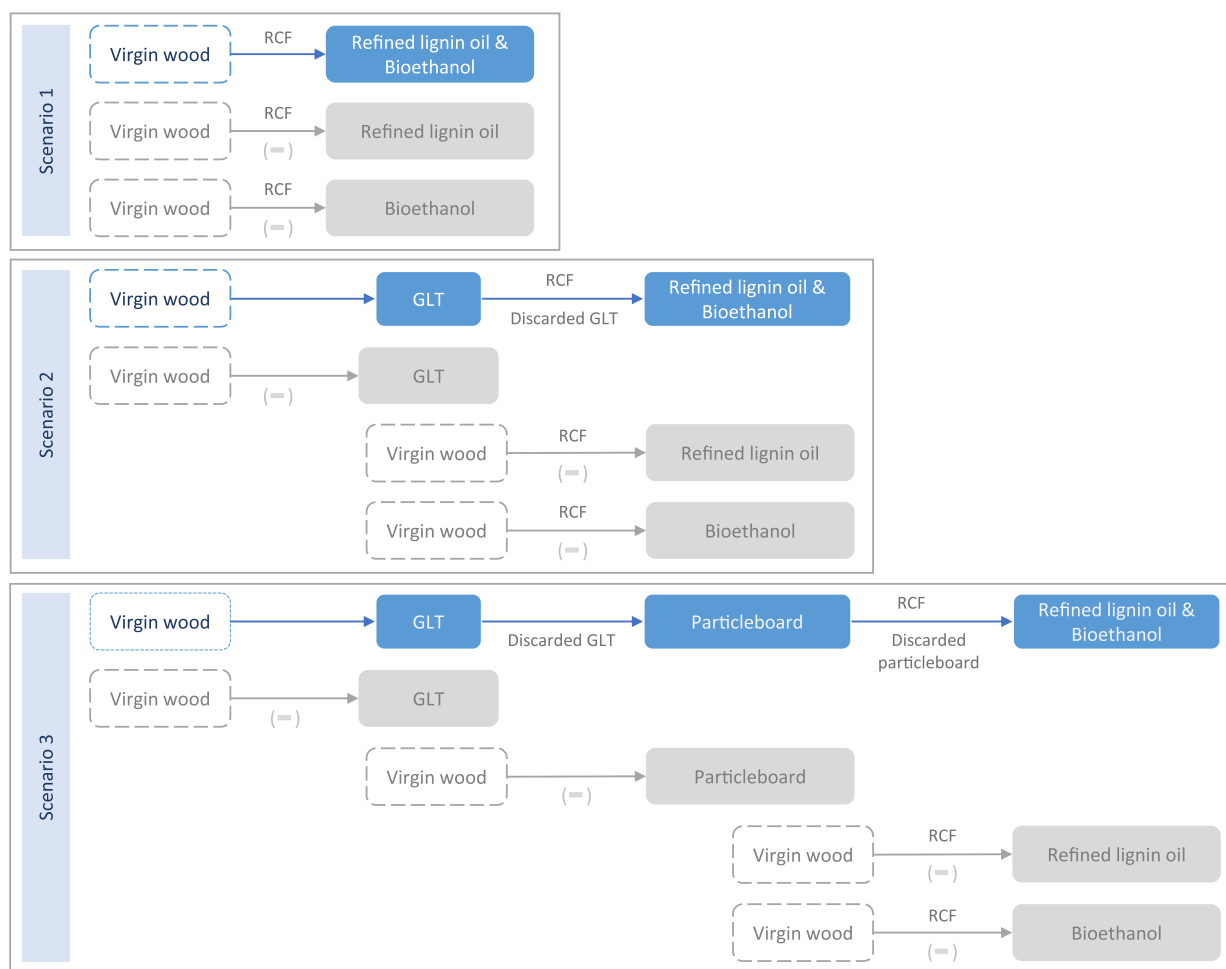 Scenario 1
Virgin wood
RCF
Refined lignin oil &
Bioethanol
Virgin wood
RCF
(-)
Refined lignin oil
Virgin wood
RCF
(-)
Bioethanol
Scenario 2
Virgin wood
GLT
RCF
Discarded GLT
Refined lignin oil &
Bioethanol
Virgin wood
(-)
GLT
Virgin wood
RCF
(-)
Refined lignin oil
Virgin wood
RCF
(-)
Bioethanol
Scenario 3
Virgin wood
GLT
Discarded GLT
Particleboard
RCF
Discarded
particleboard
Refined lignin oil &
Bioethanol
Virgin wood
(-)
GLT
Virgin wood
(-)
Particleboard
Virgin wood
RCF
(-)
Refined lignin oil
Virgin wood
RCF
(-)
Bioethanol